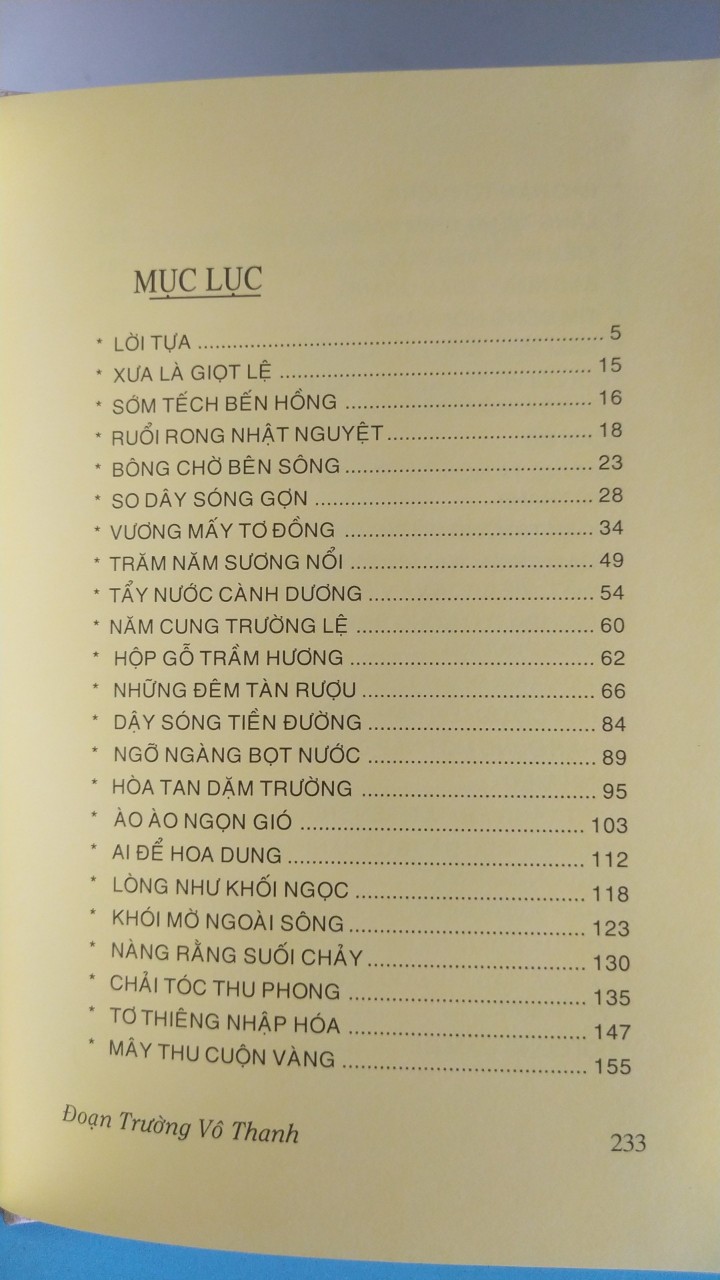 MỤC LỤC
* LỜI TỰA ........................................................................ 5
* XƯA LÀ GIỌT LỆ ............................................................ 15
* SỚM TẾCH BẾN HỒNG ................................................ 16
* RUỔI RONG NHẬT NGUYỆT ........................................ 18
* BÔNG CHỜ BÊN SÔNG ................................................ 23
* SO DÂY SÓNG GỢN ..................................................... 28
* VƯƠNG MẤY TƠ ĐỒNG ................................................ 34
* TRĂM NĂM SƯƠNG NỔI ............................................... 49
* TẨY NƯỚC CÀNH DƯƠNG ............................................ 54
* NĂM CUNG TRƯỜNG LỆ .............................................. 60
* HỘP GỖ TRẦM HƯƠNG ............................................... 62
* NHỮNG ĐÊM TÀN RƯỢU ............................................. 66
* DẬY SÓNG TIỀN ĐƯỜNG ............................................ 84
* NGỠ NGÀNG BỌT NƯỚC ............................................ 89
* HÒA TAN DẶM TRƯỜNG ............................................. 95
* ÀO ÀO NGỌN GIÓ ...................................................... 103
* AI ĐỂ HOA DUNG ........................................................ 112
* LÒNG NHƯ KHỐI NGỌC ............................................. 118
* KHÓI MỜ NGOÀI SÔNG .............................................. 123
* NÀNG RẰNG SUỐI CHẢY ........................................... 130
* CHẢI TÓC THU PHONG .............................................. 135
* TƠ THIÊNG NHẬP HÓA .............................................. 147
* MÂY THU CUỘN VÀNG ............................................... 155
Đoạn Trường Vô Thanh
233